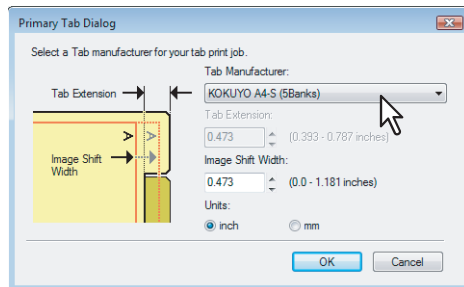 Primary Tab Dialog
Select a Tab manufacturer for your tab print job.
Tab Manufacturer:
KOKUYO A4-S (5Banks)
Tab Extension
Tab Extension:
0.473 (0.393 - 0.787 inches)
A A
Image Shift
Width
Image Shift Width:
0.473 (0.0 - 1.181 inches)
Units:
inch mm
OK Cancel